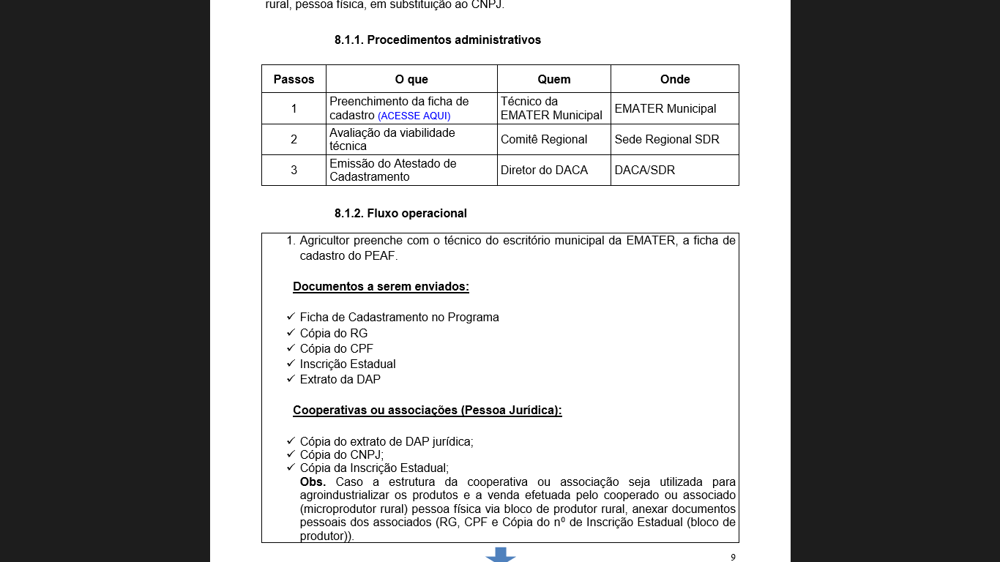 rural, pessoa física, em substituição ao CNPJ.
8.1.1. Procedimentos administrativos
Passos O que Quem Onde
1 Preenchimento da ficha de cadastro (ACESSE AQUI) Técnico da EMATER Municipal EMATER Municipal
2 Avaliação da viabilidade técnica Comitê Regional Sede Regional SDR
3 Emissão do Atestado de Cadastramento Diretor do DACA DACA/SDR
8.1.2. Fluxo operacional
1. Agricultor preenche com o técnico do escritório municipal da EMATER, a ficha de
cadastro do PEAF.
Documentos a serem enviados:
✓ Ficha de Cadastramento no Programa
✓ Cópia do RG
✓ Cópia do CPF
✓ Inscrição Estadual
✓ Extrato da DAP
Cooperativas ou associações (Pessoa Jurídica):
✓ Cópia do extrato de DAP jurídica;
✓ Cópia do CNPJ;
✓ Cópia da Inscrição Estadual;
Obs. Caso a estrutura da cooperativa ou associação seja utilizada para
agroindustrializar os produtos e a venda efetuada pelo cooperado ou associado
(microprodutor rural) pessoa física via bloco de produtor rural, anexar documentos
pessoais dos associados (RG, CPF e Cópia do nº de Inscrição Estadual (bloco de
produtor)).
9